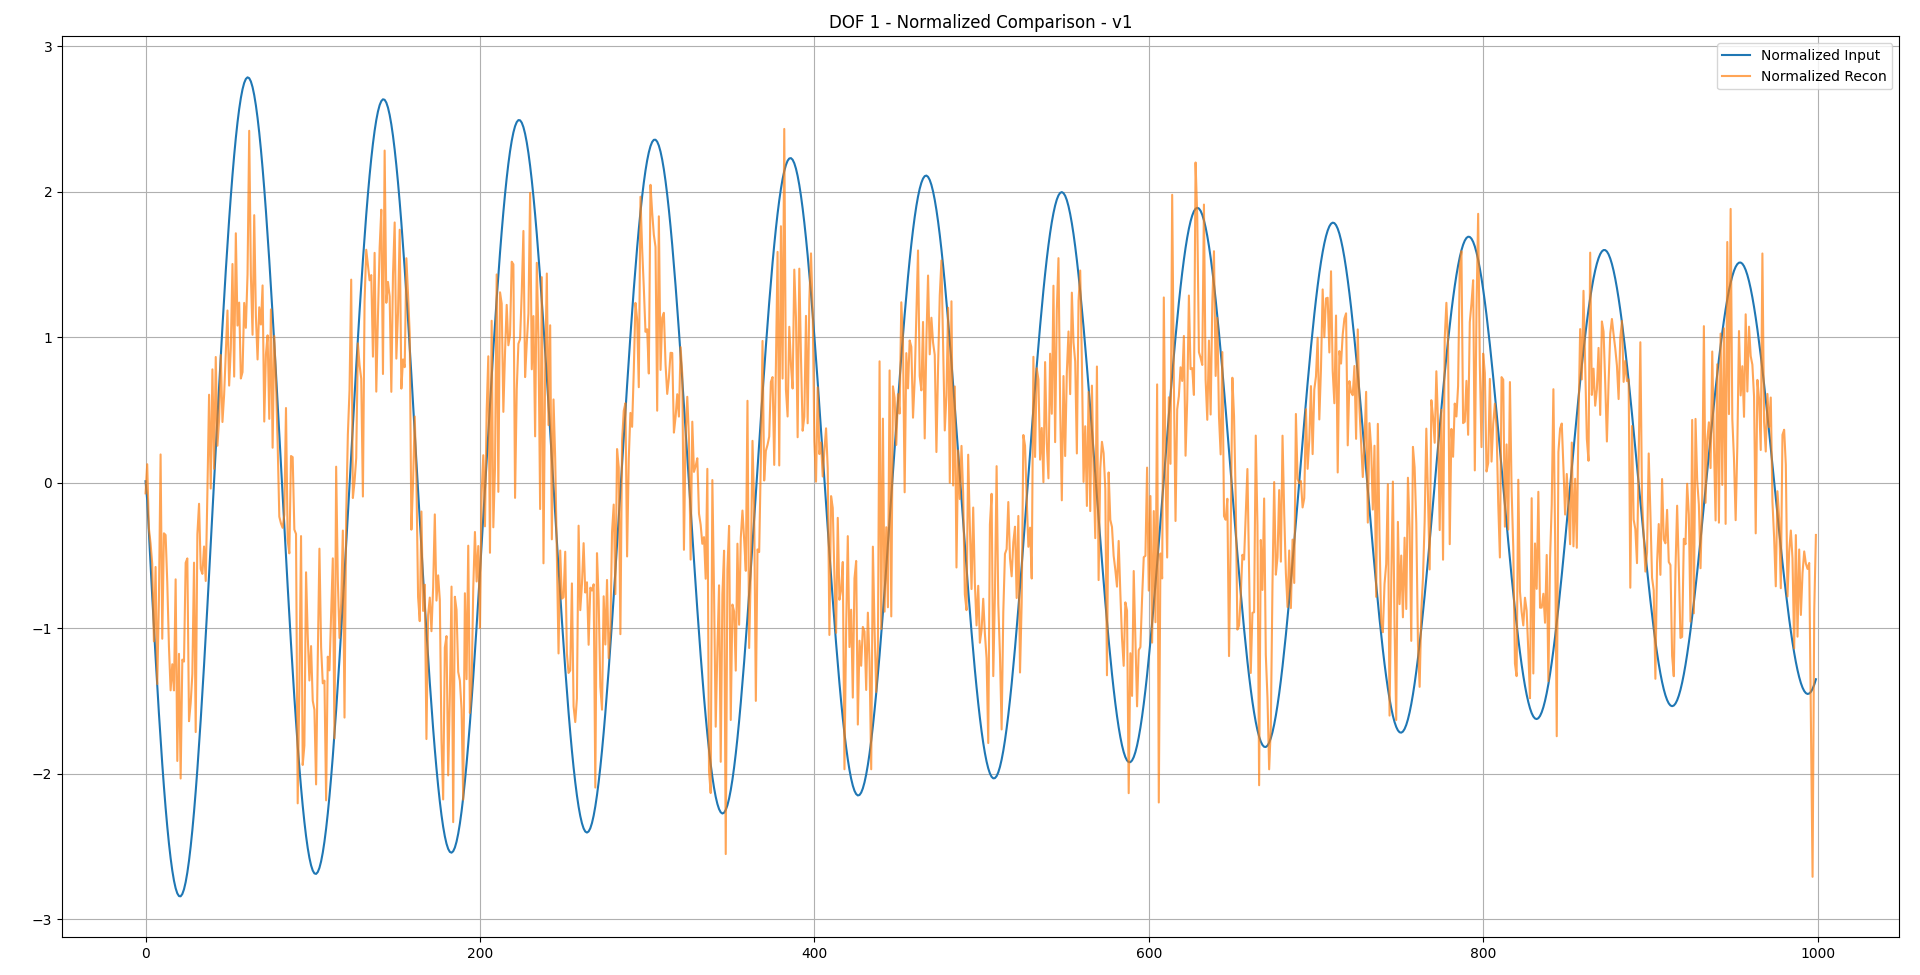 DOF 1 - Normalized Comparison - v1
Normalized Input
Normalized Recon
3
2
1
0
−1
−2
−3
0 200 400 600 800 1000